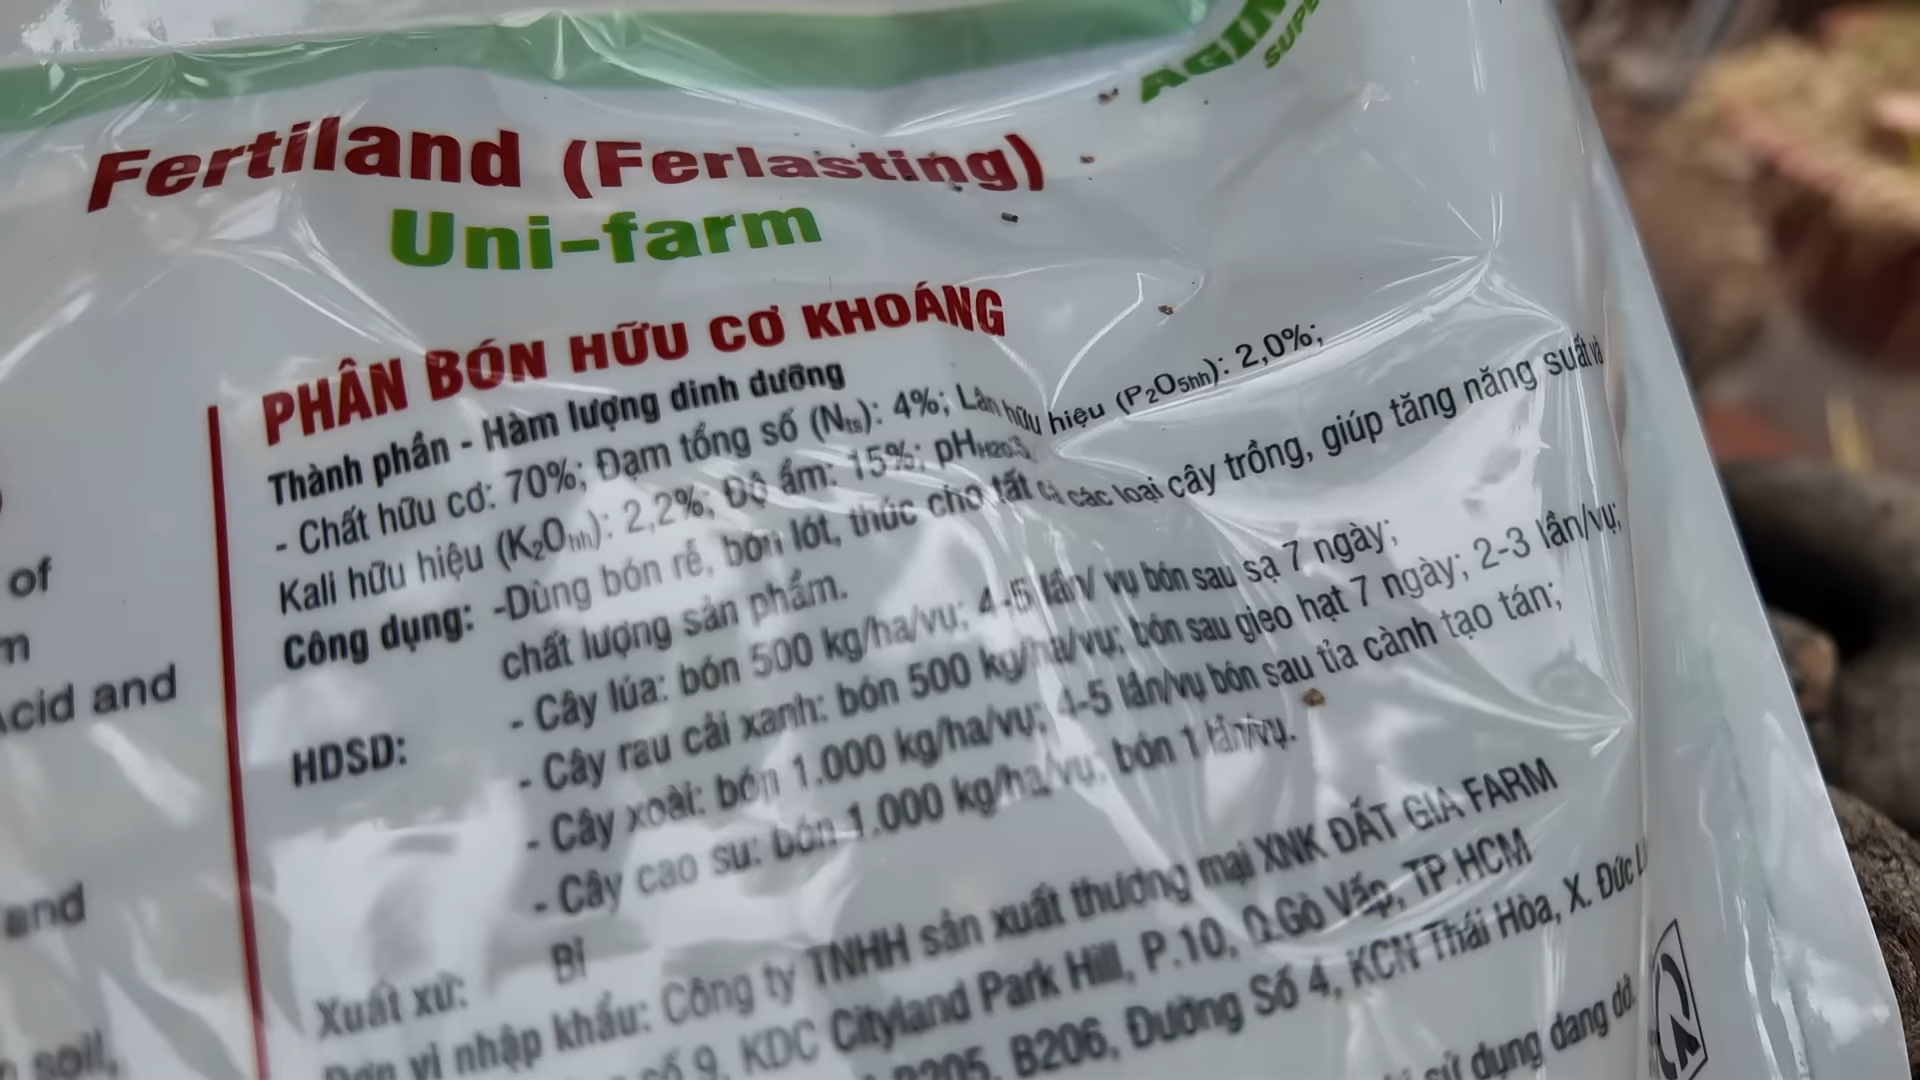 AGIN
SUPE
Fertiland (Ferlasting)
Uni-farm
PHÂN BÓN HỮU CƠ KHOÁNG
Thành phần - Hàm lượng dinh dưỡng
- Chất hữu cơ: 70%; Đạm tổng số (Nts): 4%; Lân hữu hiệu (P₂O5hh): 2,0%;
Kali hữu hiệu (K₂Ohh): 2,2%; Độ ẩm: 15%;
Công dụng: -Dùng bón rễ, bón lót, thúc cho tất cả các loại cây trồng, giúp tăng năng suất và
chất lượng sản phẩm.
HDSD: - Cây lúa: bón 500 kg/ha/vụ; 4-5 lần/ vụ bón sau sạ 7 ngày;
- Cây rau cải xanh: bón 500 kg/ha/vụ; bón sau gieo hạt 7 ngày; 2-3 lần/vụ;
- Cây xoài: bón 1.000 kg/ha/vụ; 4-5 lần/vụ bón sau tỉa cành tạo tán;
- Cây cao su: bón 1.000 kg/ha/vụ, bón 1 lần/vụ.
Xuất xứ: Bỉ
Đơn vị nhập khẩu: Công ty TNHH sản xuất thương mại XNK ĐẤT GIA FARM
số 9, KDC Cityland Park Hill, P.10, Q.Gò Vấp, TP.HCM
B205, B206, Đường Số 4, KCN Thái Hòa, X. Đức
sử dụng dang dở.
of
m
Acid and
and
soil,